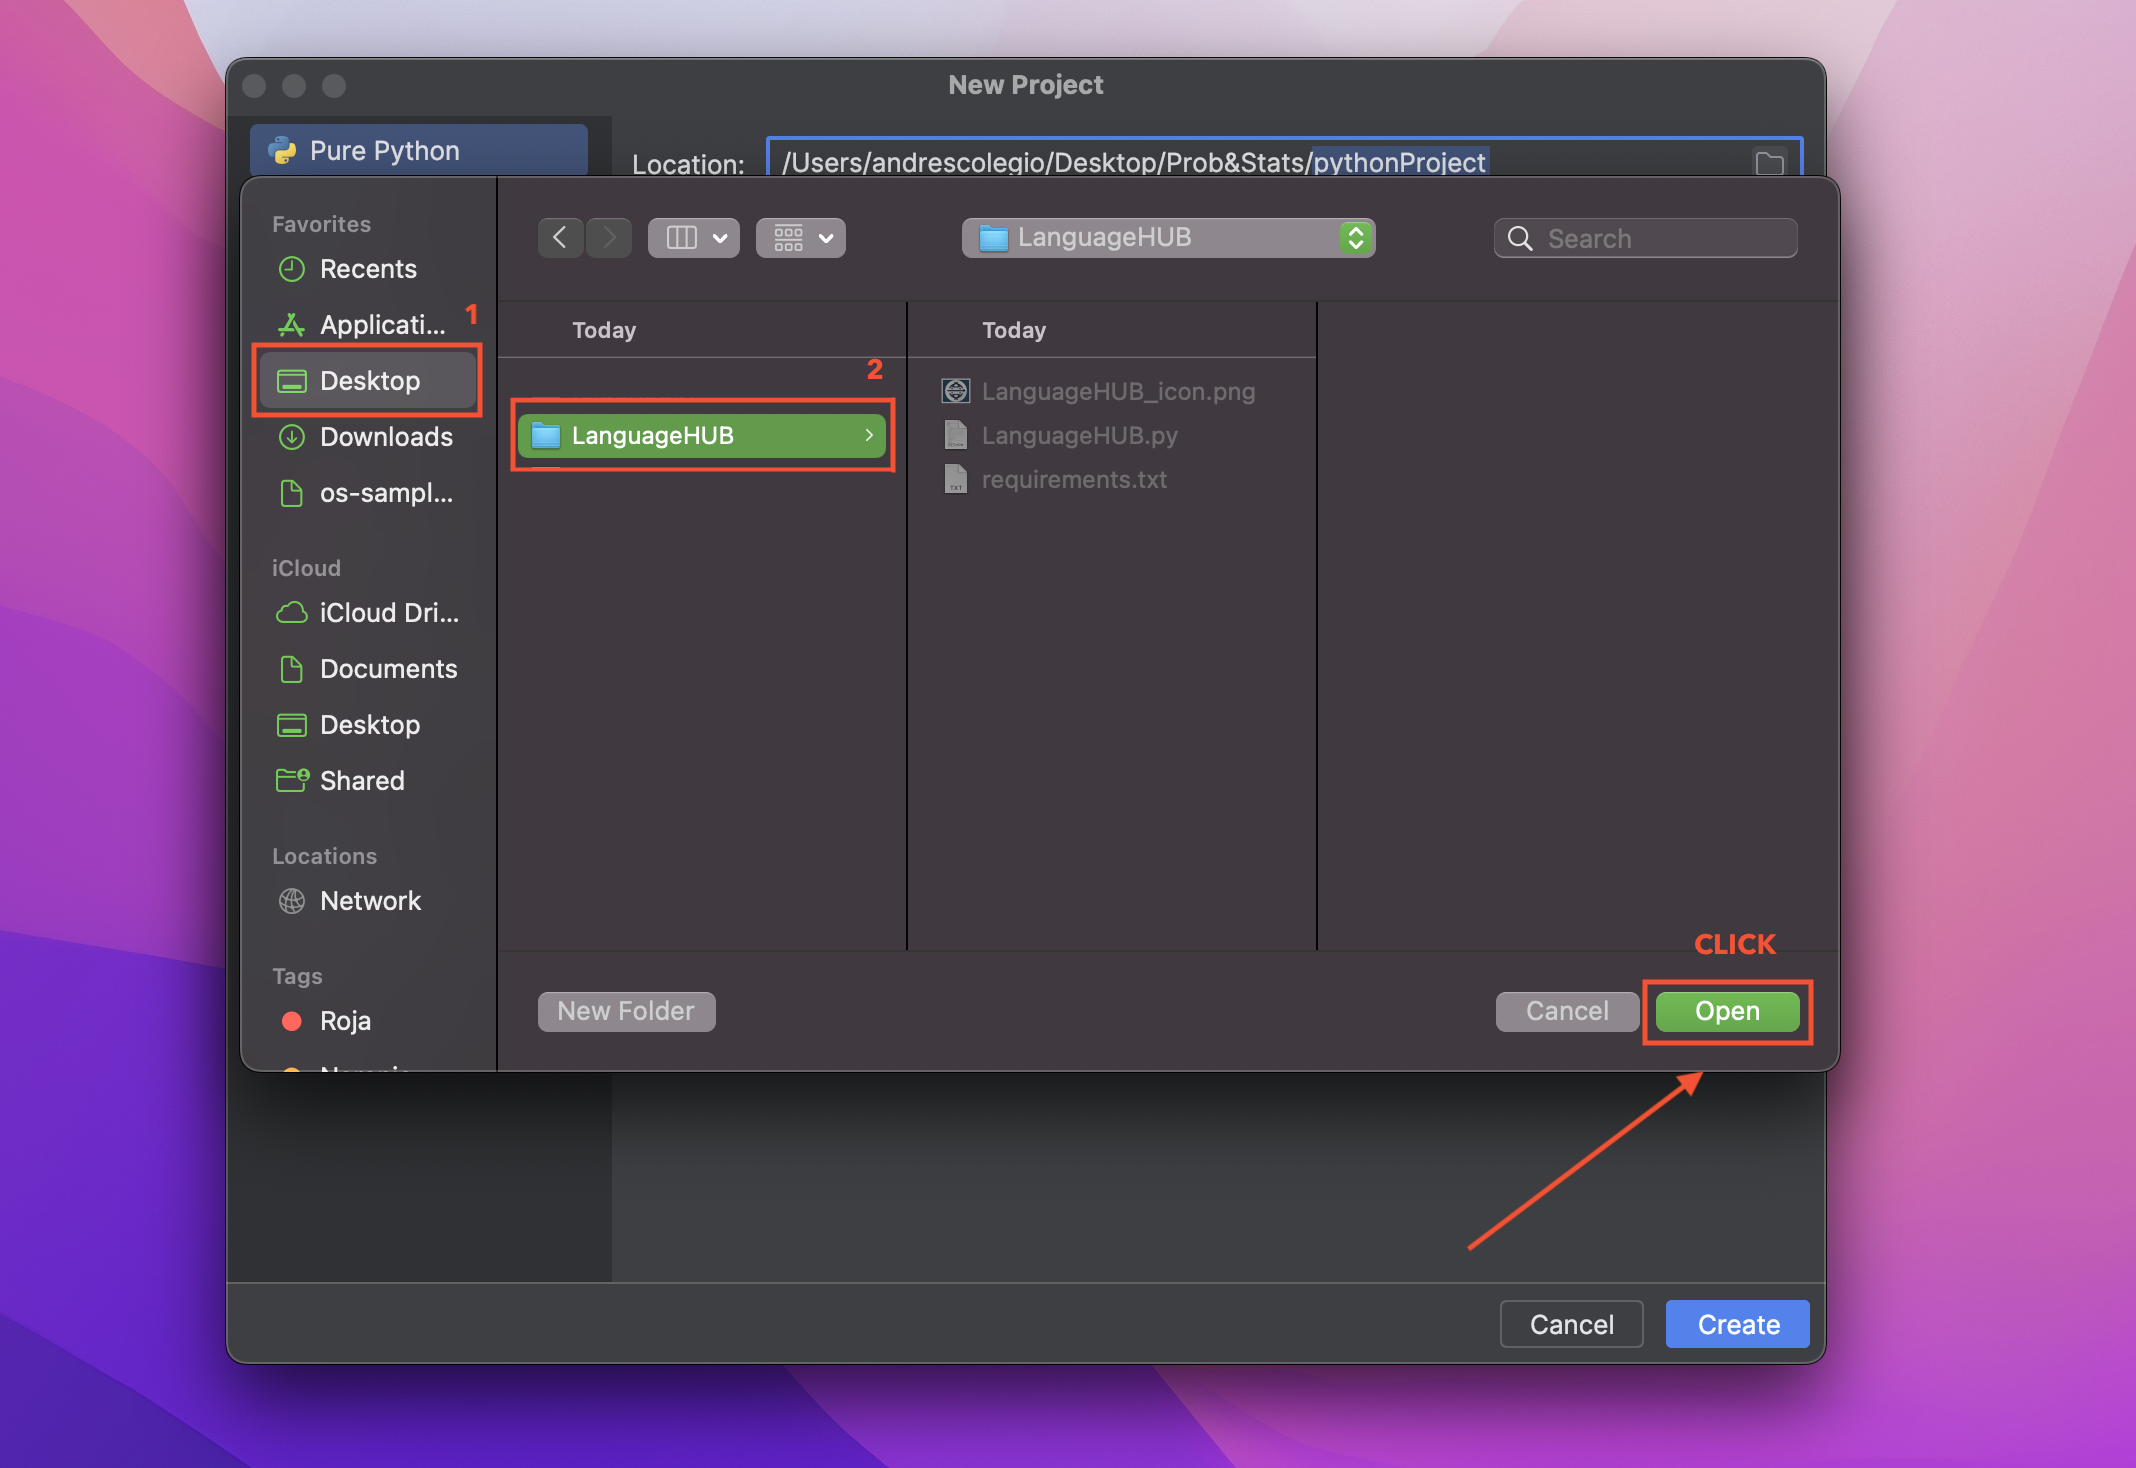 New Project
Pure Python
Location: /Users/andrescolegio/Desktop/Prob&Stats/pythonProject
Favorites
Recents
Applicati...
1
Desktop
Downloads
os-sampl...
iCloud
iCloud Dri...
Documents
Desktop
Shared
Locations
Network
Tags
Roja
LanguageHUB
Search
Today
2
LanguageHUB
Today
LanguageHUB_icon.png
LanguageHUB.py
requirements.txt
CLICK
New Folder
Cancel
Open
Cancel
Create